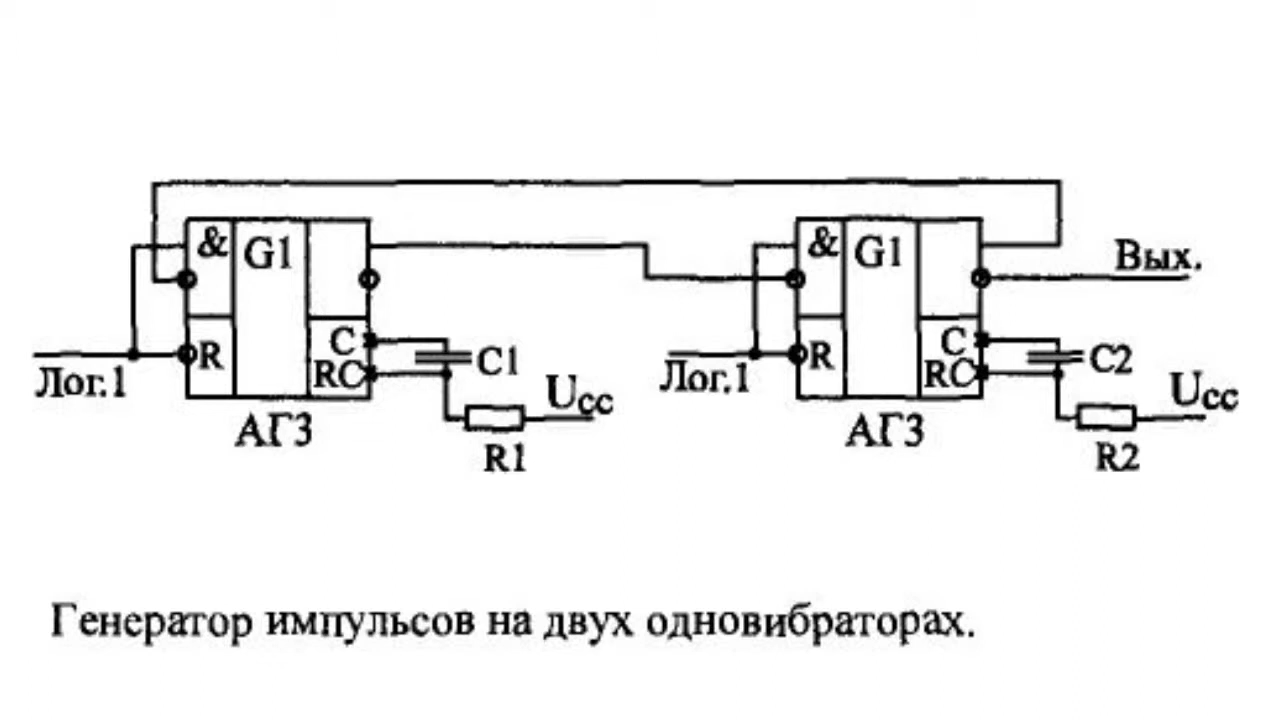 & G1 & G1 Вых.
R C C1 R C C2
Лог.1 RC Ucc Лог.1 RC Ucc
АГ3 R1 АГ3 R2
Генератор импульсов на двух одновибраторах.